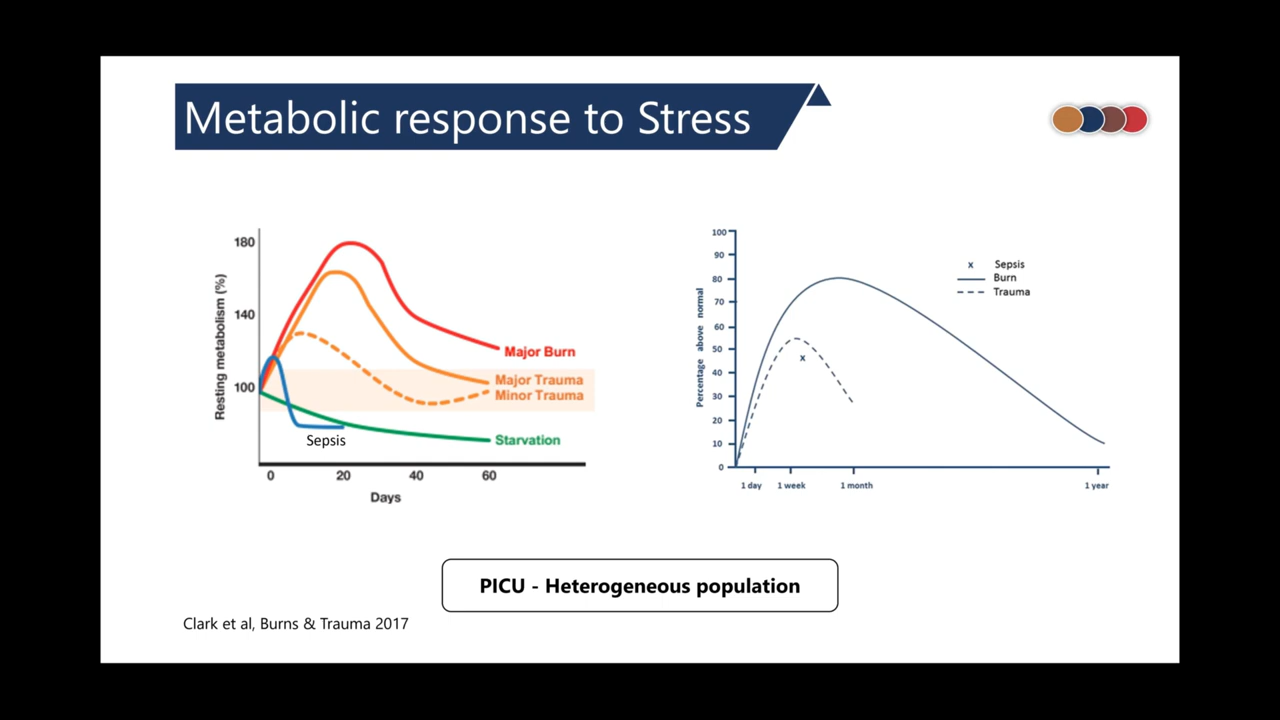 Metabolic response to Stress
180
140
100
Resting metabolism (%)
Major Burn
Major Trauma
Minor Trauma
Starvation
Sepsis
0 20 40 60
Days
100
90
80
70
60
50
40
30
20
10
0
Percentage above normal
x Sepsis
Burn
Trauma
x
1 day 1 week 1 month 1 year
PICU - Heterogeneous population
Clark et al, Burns & Trauma 2017